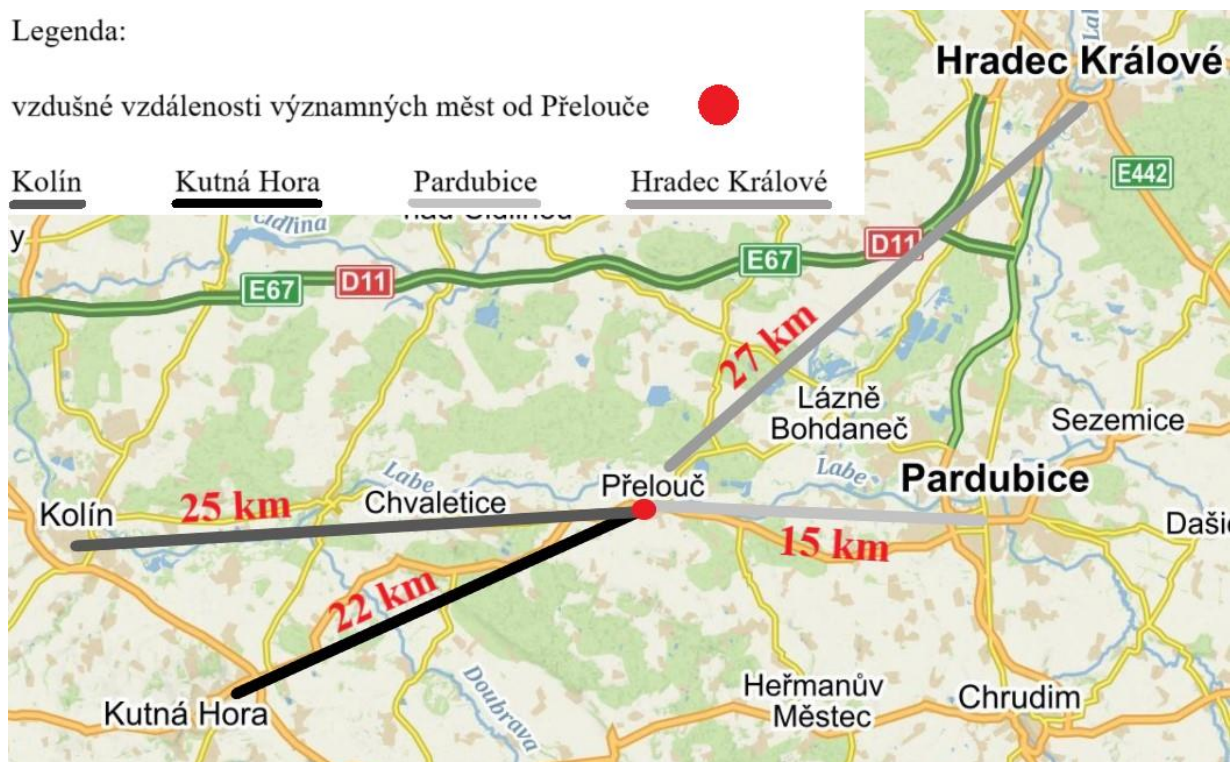 Legenda:
vzdušné vzdálenosti významných měst od Přelouče
Kolín Kutná Hora Pardubice Hradec Králové
Hradec Králové
E442
Cidlina
y
D11
E67
E67
D11
27 km
Lázně
Bohdaneč
Sezemice
Labe
Přelouč
Labe
Pardubice
Kolín
25 km
Chvaletice
Dašic
15 km
22 km
Doubrava
Heřmanův
Městec
Chrudim
Kutná Hora